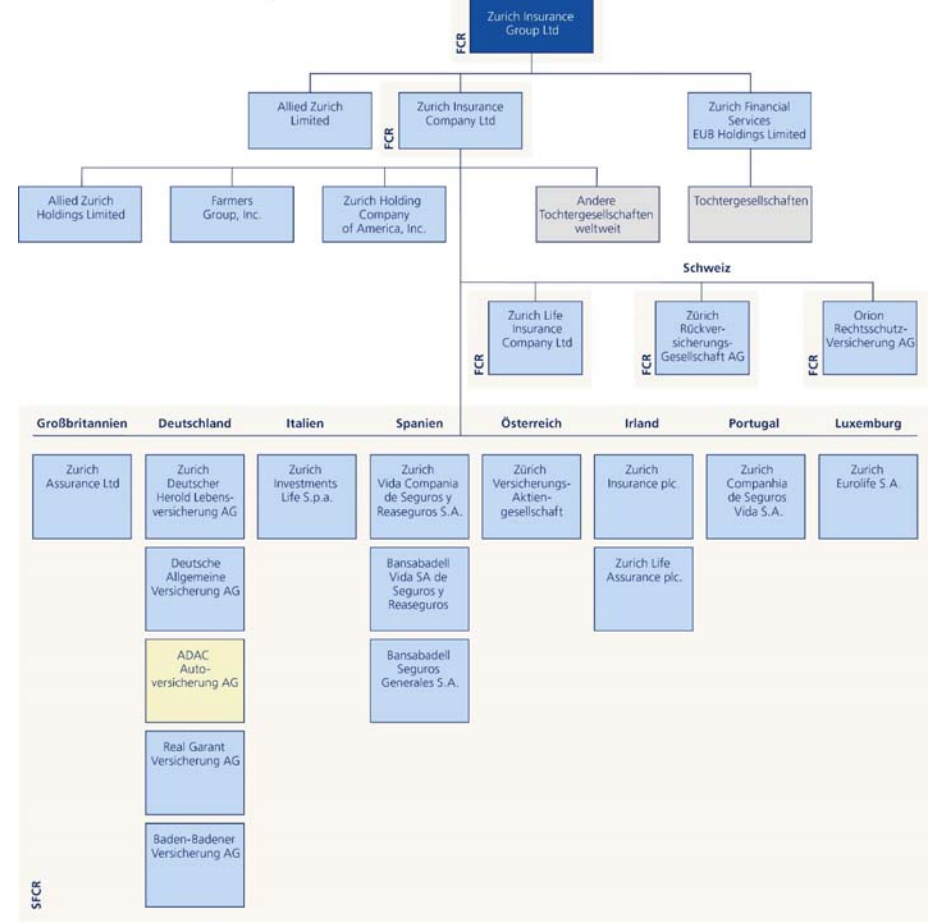 Zurich Insurance
Group Ltd
FCR
Allied Zurich
Limited
Zurich Insurance
Company Ltd
FCR
Zurich Financial
Services
EUB Holdings Limited
Allied Zurich
Holdings Limited
Farmers
Group, Inc.
Zurich Holding
Company
of America, Inc.
Andere
Tochtergesellschaften
weltweit
Tochtergesellschaften
Schweiz
Zurich Life
Insurance
Company Ltd
FCR
Zürich
Rückver-
sicherungs-
Gesellschaft AG
FCR
Orion
Rechtsschutz-
Versicherung AG
FCR
Großbritannien
Deutschland
Italien
Spanien
Österreich
Irland
Portugal
Luxemburg
Zurich
Assurance Ltd
Zurich
Deutscher
Herold Lebens-
versicherung AG
Zurich
Investments
Life S.p.a.
Zurich
Vida Compania
de Seguros y
Reaseguros S.A.
Zürich
Versicherungs-
Aktien-
gesellschaft
Zurich
Insurance plc.
Zurich
Companhia
de Seguros
Vida S.A.
Zurich
Eurolife S.A.
Deutsche
Allgemeine
Versicherung AG
Bansabadell
Vida SA de
Seguros y
Reaseguros
Zurich Life
Assurance plc.
ADAC
Auto-
versicherung AG
Bansabadell
Seguros
Generales S.A.
Real Garant
Versicherung AG
Baden-Badener
Versicherung AG
SFCR